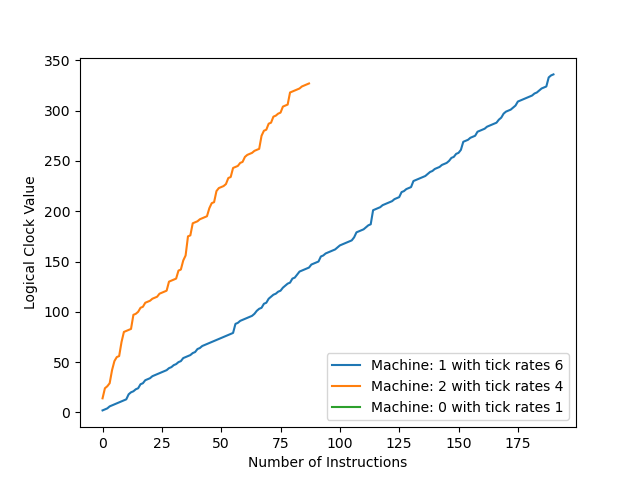 350
300
250
200
150
100
50
0
Logical Clock Value
Machine: 1 with tick rates 6
Machine: 2 with tick rates 4
Machine: 0 with tick rates 1
0 25 50 75 100 125 150 175
Number of Instructions